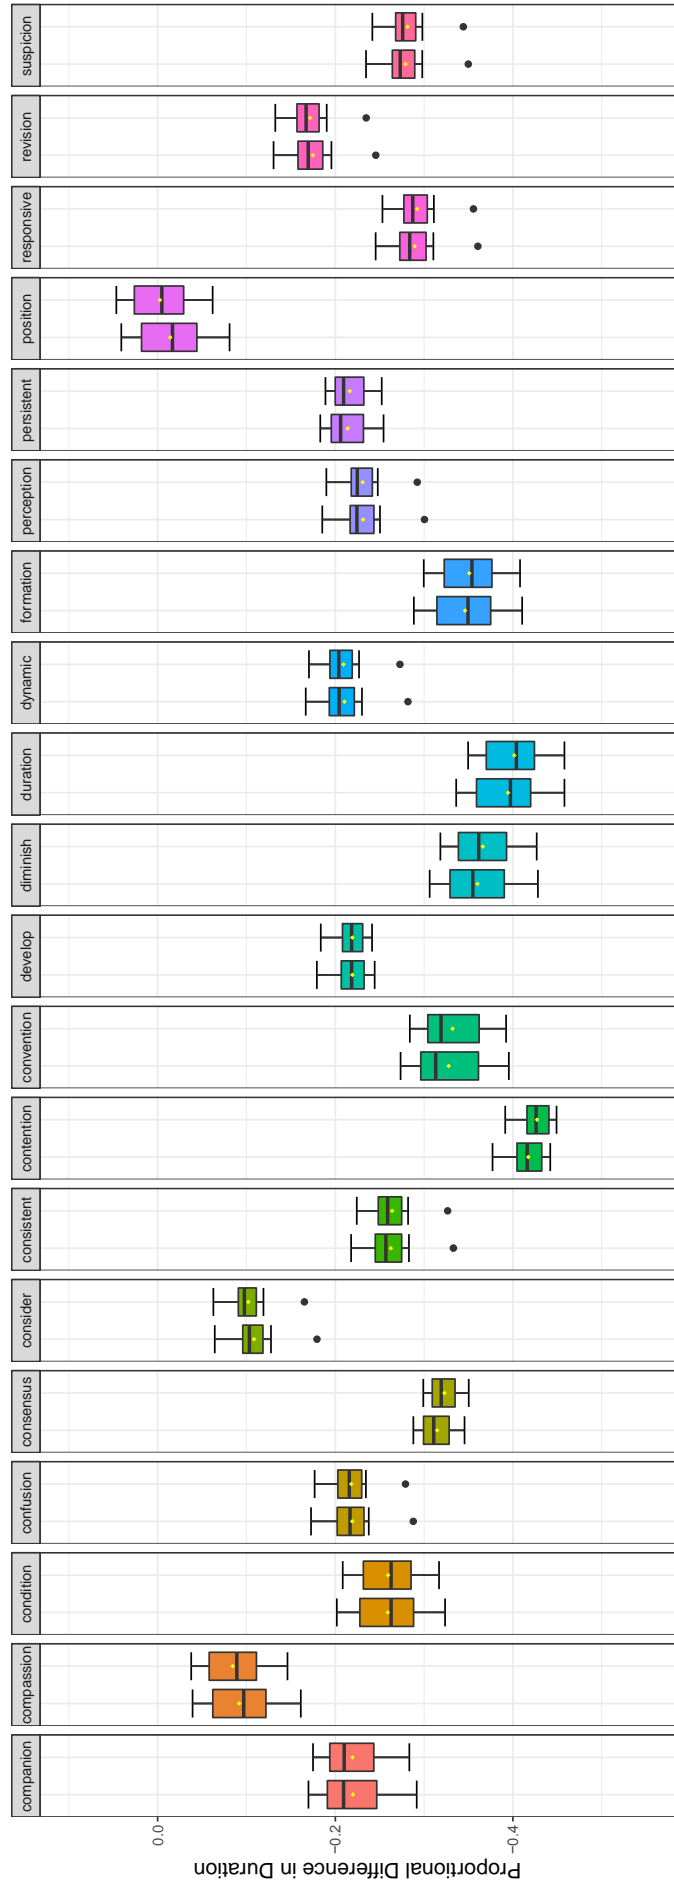 companion
compassion
condition
confusion
consensus
consider
consistent
contention
convention
develop
diminish
duration
dynamic
formation
perception
persistent
position
responsive
revision
suspicion
Proportional Difference in Duration
0.0
−0.2
−0.4